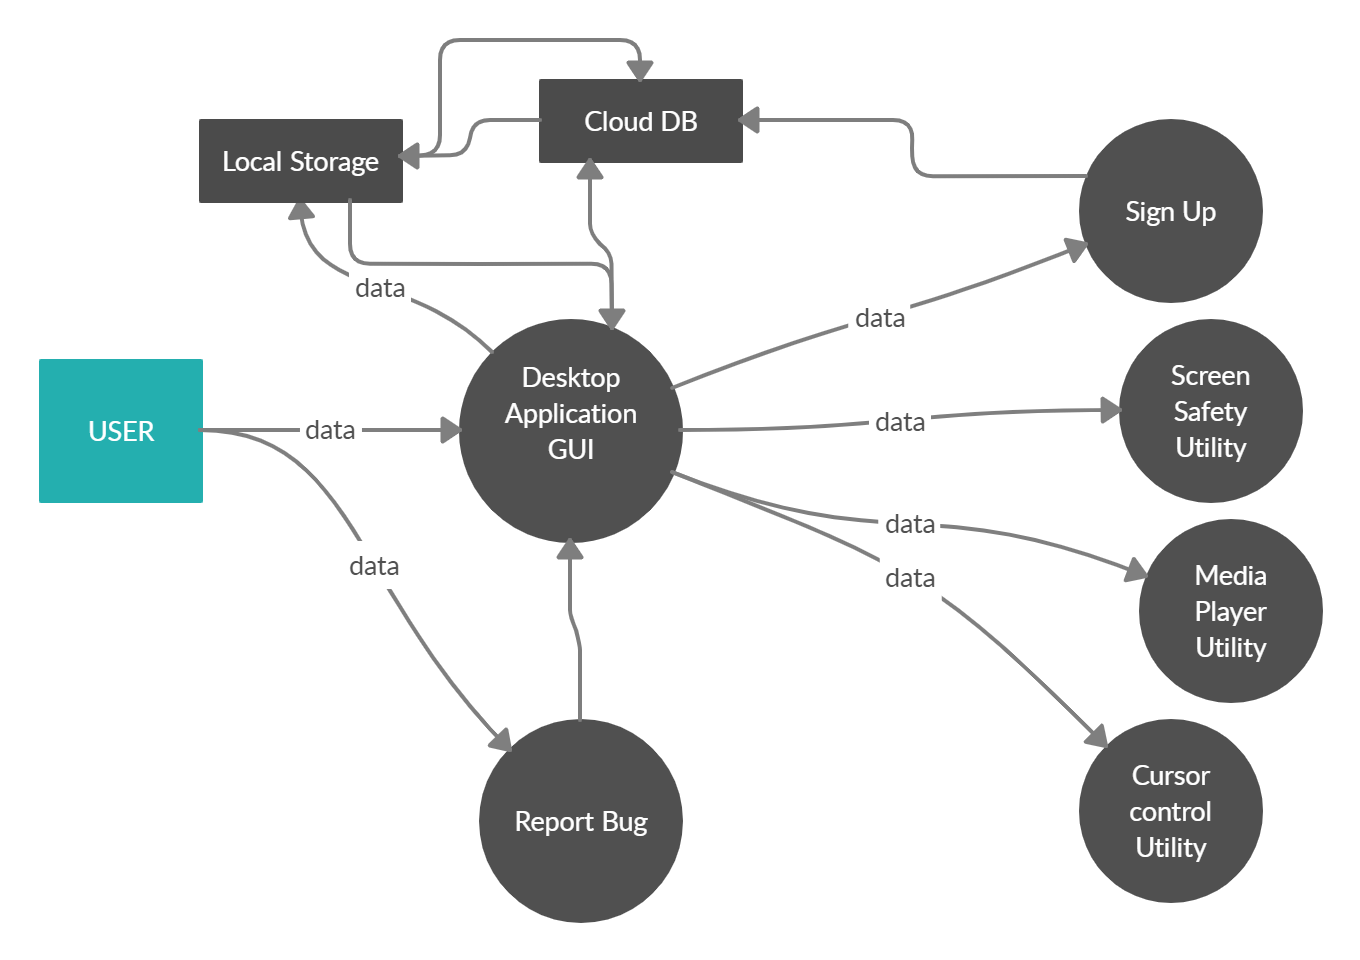 Cloud DB
Local Storage
Sign Up
data
data
Desktop
Application
GUI
Screen
Safety
Utility
USER
data
data
data
data
data
Media
Player
Utility
Report Bug
Cursor
control
Utility